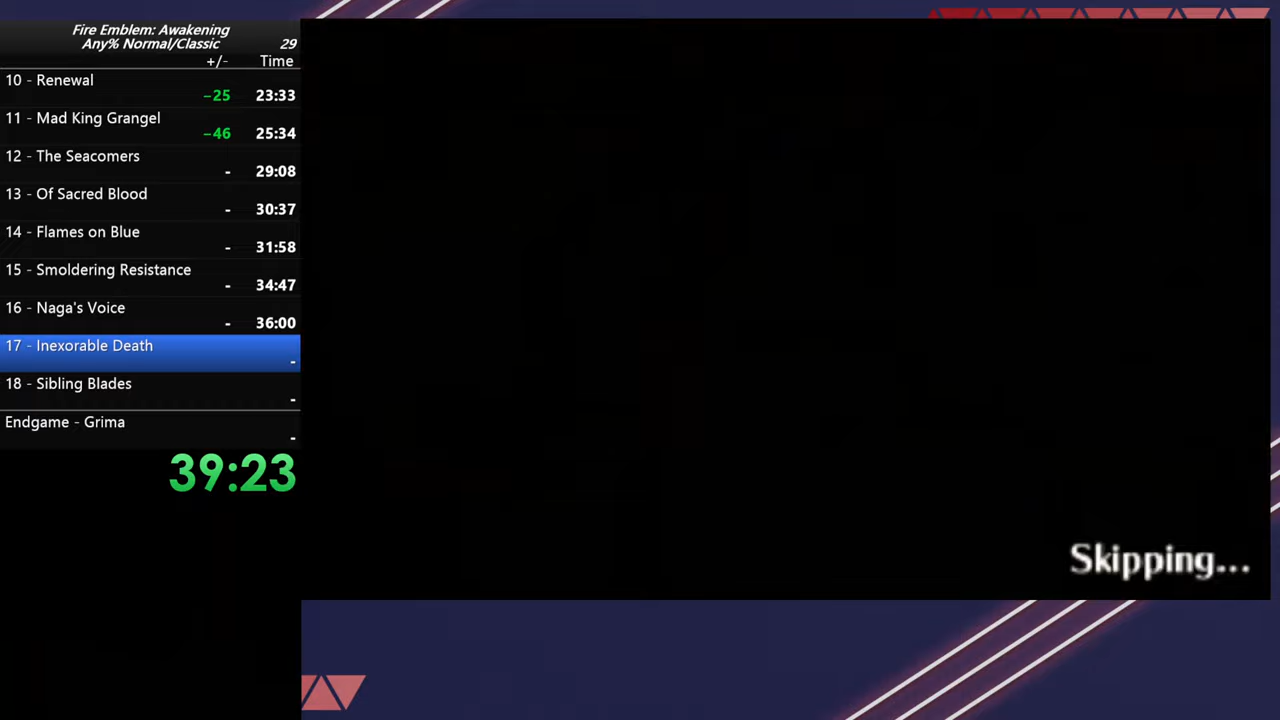 Fire Emblem: Awakening
Any% Normal/Classic 29
+/- Time
10 - Renewal
-25 23:33
11 - Mad King Grangel
-46 25:34
12 - The Seacomers
- 29:08
13 - Of Sacred Blood
- 30:37
14 - Flames on Blue
- 31:58
15 - Smoldering Resistance
- 34:47
16 - Naga's Voice
- 36:00
17 - Inexorable Death
-
18 - Sibling Blades
-
Endgame - Grima
-
39:23
Skipping...